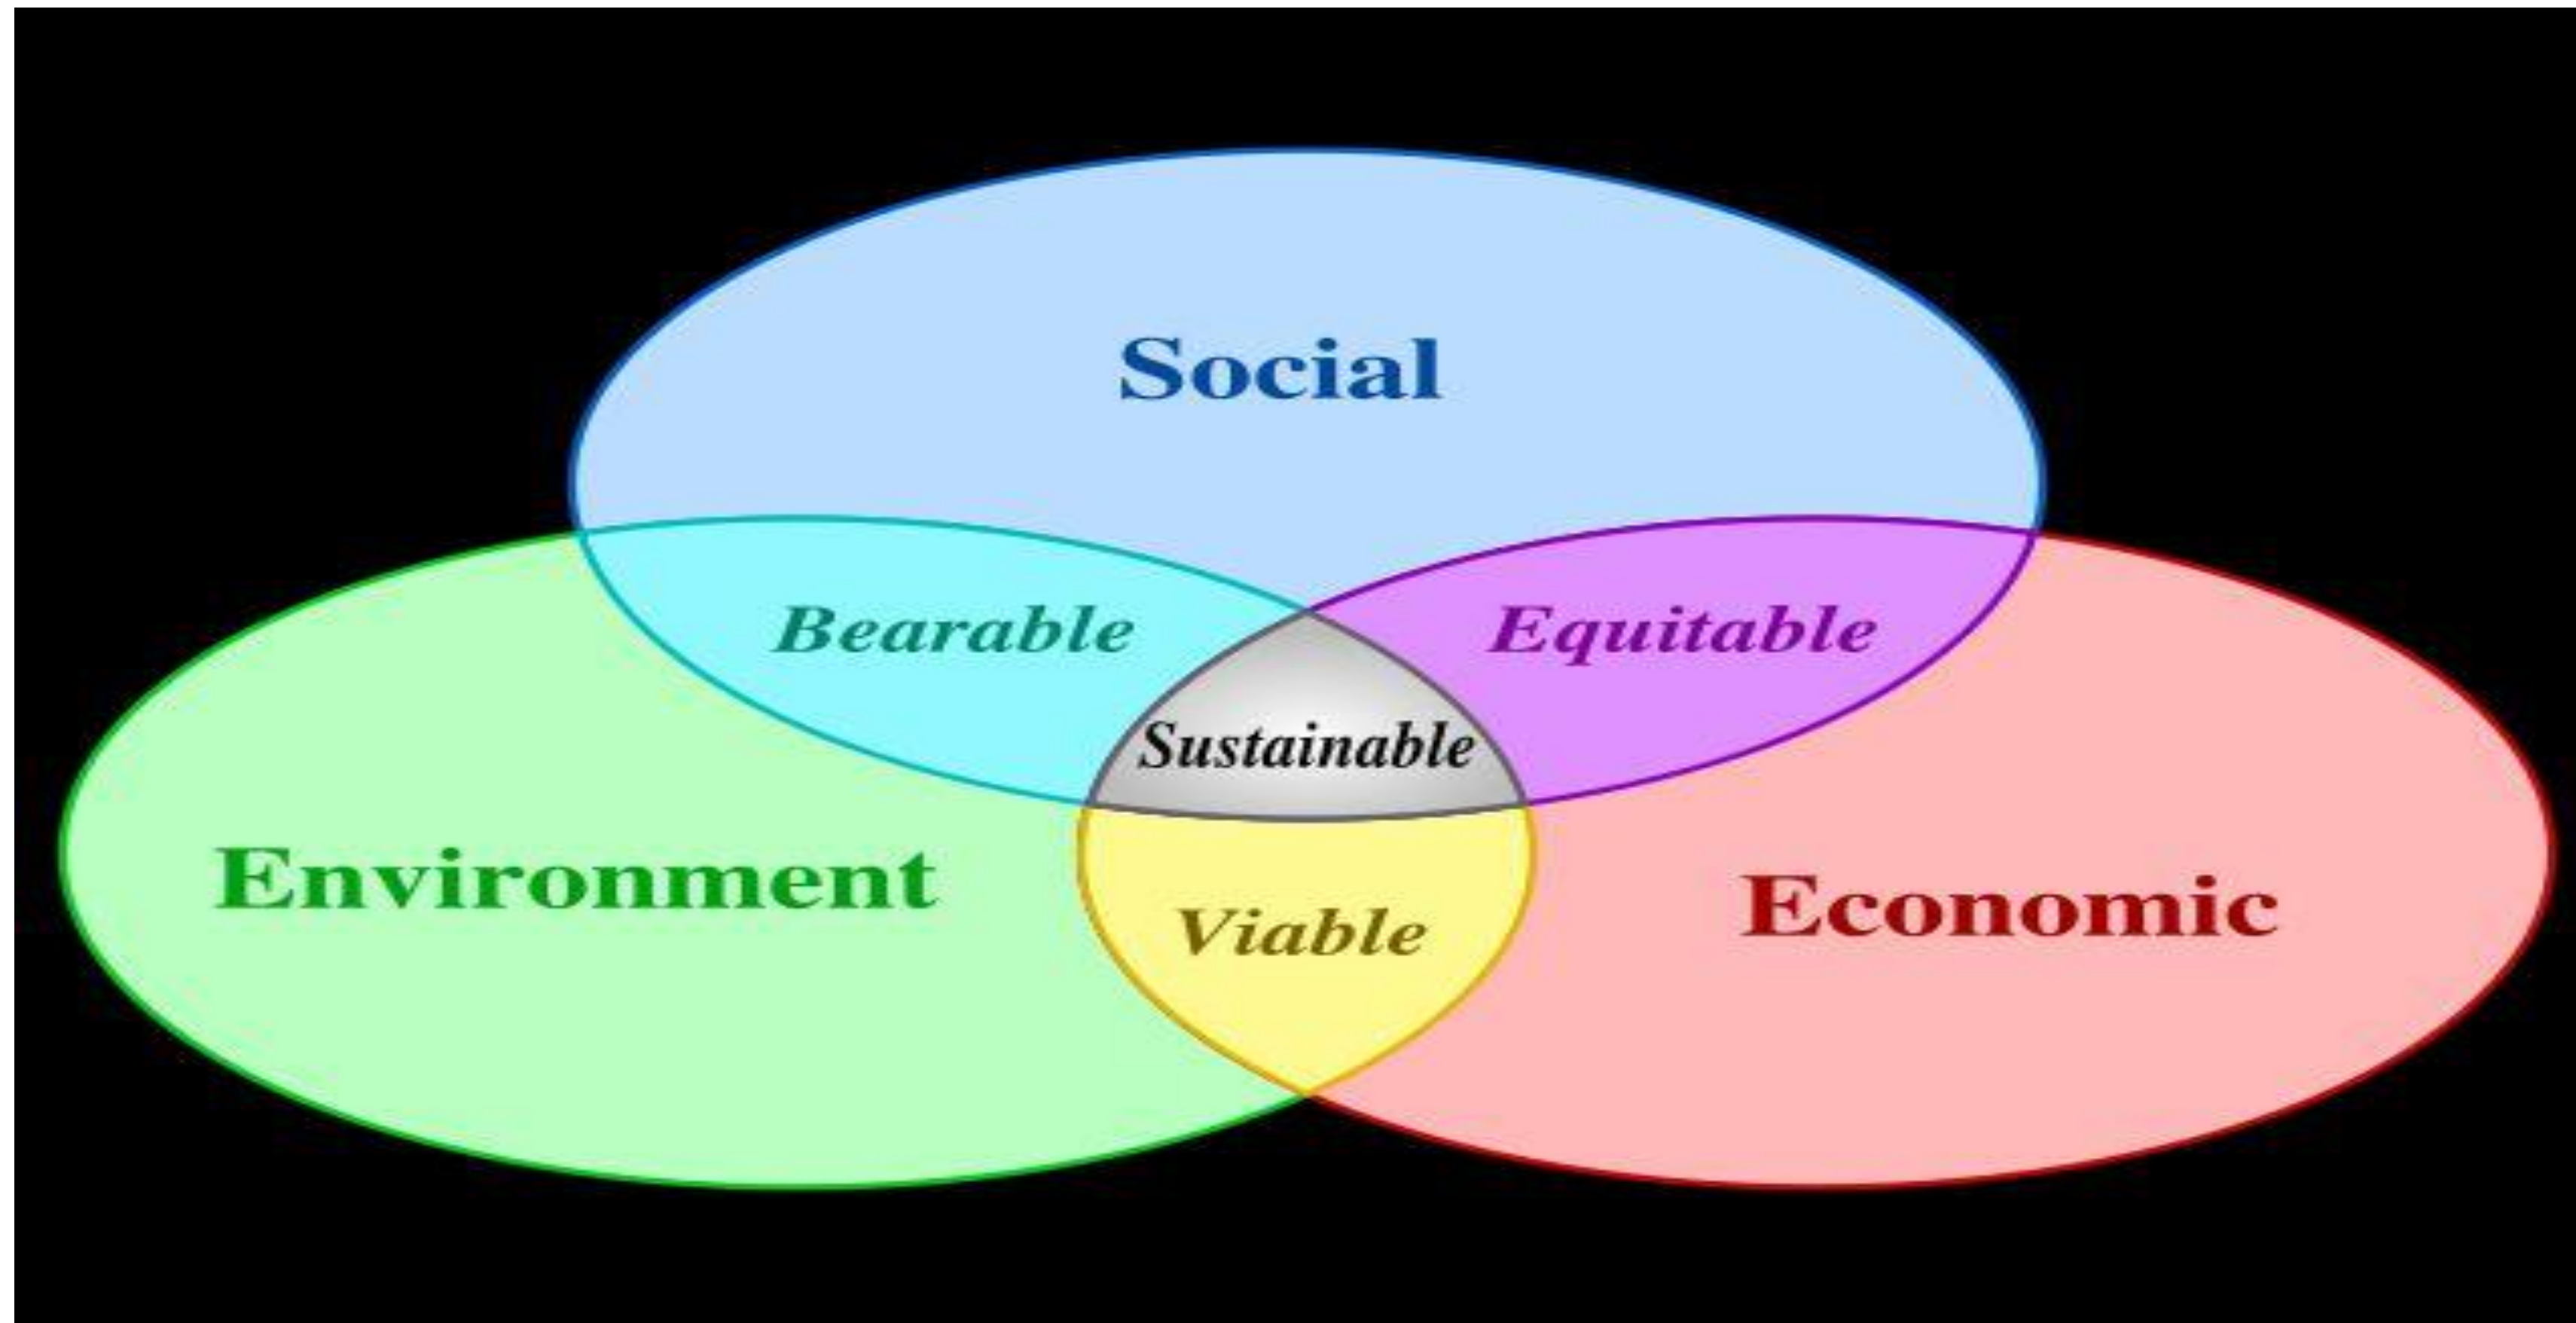 Social
Bearable
Equitable
Sustainable
Environment
Economic
Viable